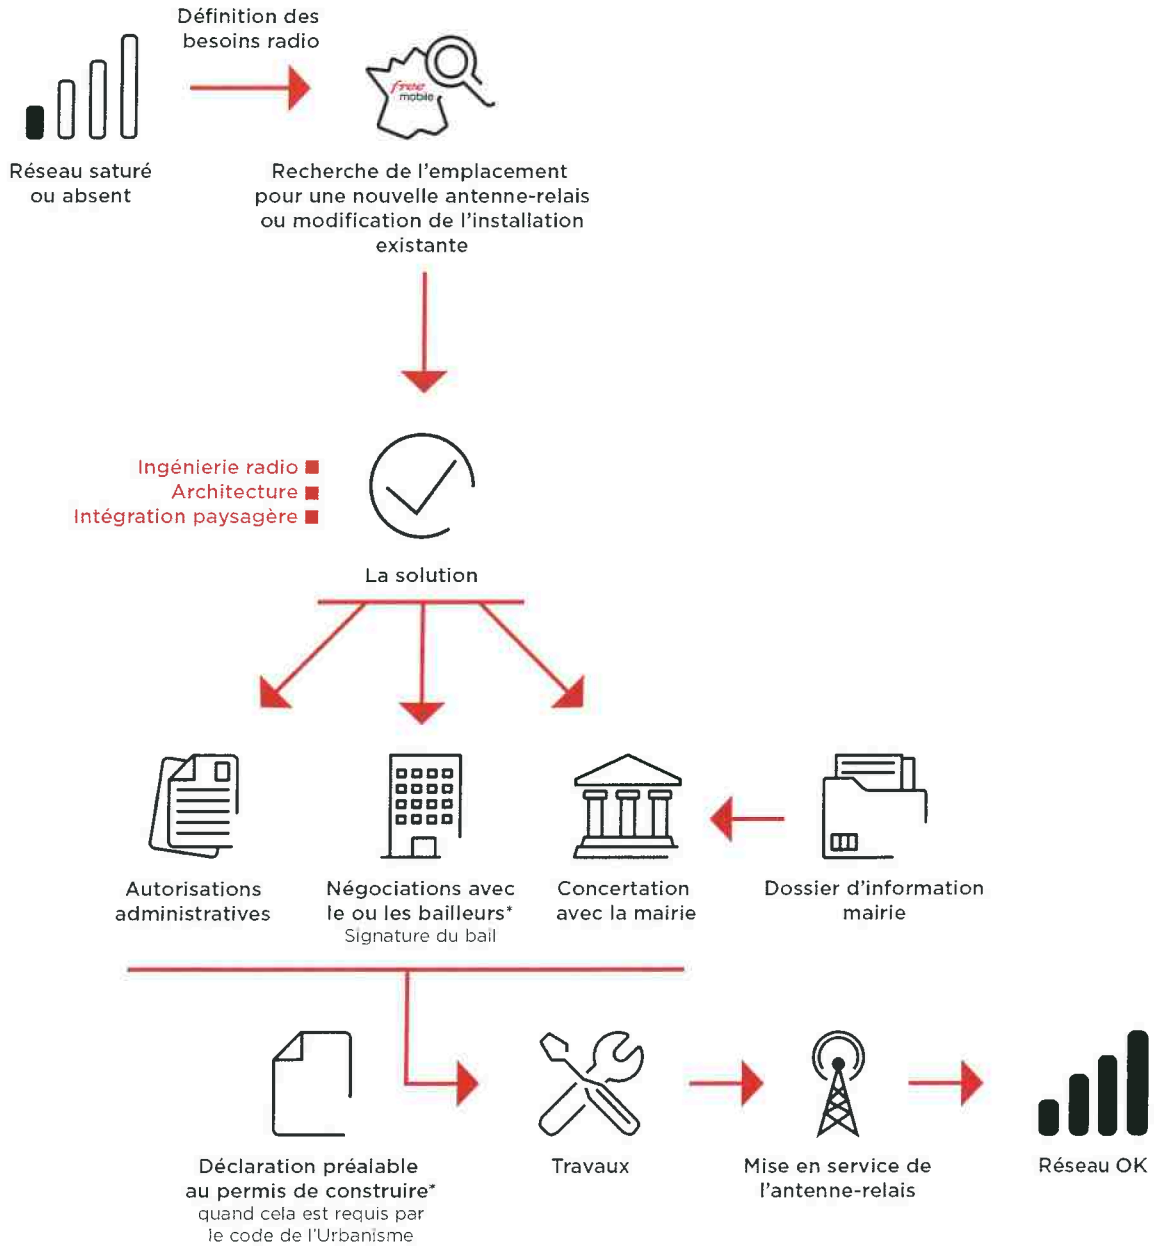 Définition des
besoins radio
free
mobile
Réseau saturé
ou absent
Recherche de l'emplacement
pour une nouvelle antenne-relais
ou modification de l'installation
existante
Ingénierie radio
Architecture
Intégration paysagère
La solution
Autorisations
administratives
Négociations avec
le ou les bailleurs*
Signature du bail
Concertation
avec la mairie
Dossier d'information
mairie
Déclaration préalable
au permis de construire*
quand cela est requis par
le code de l'Urbanisme
Travaux
Mise en service de
l'antenne-relais
Réseau OK